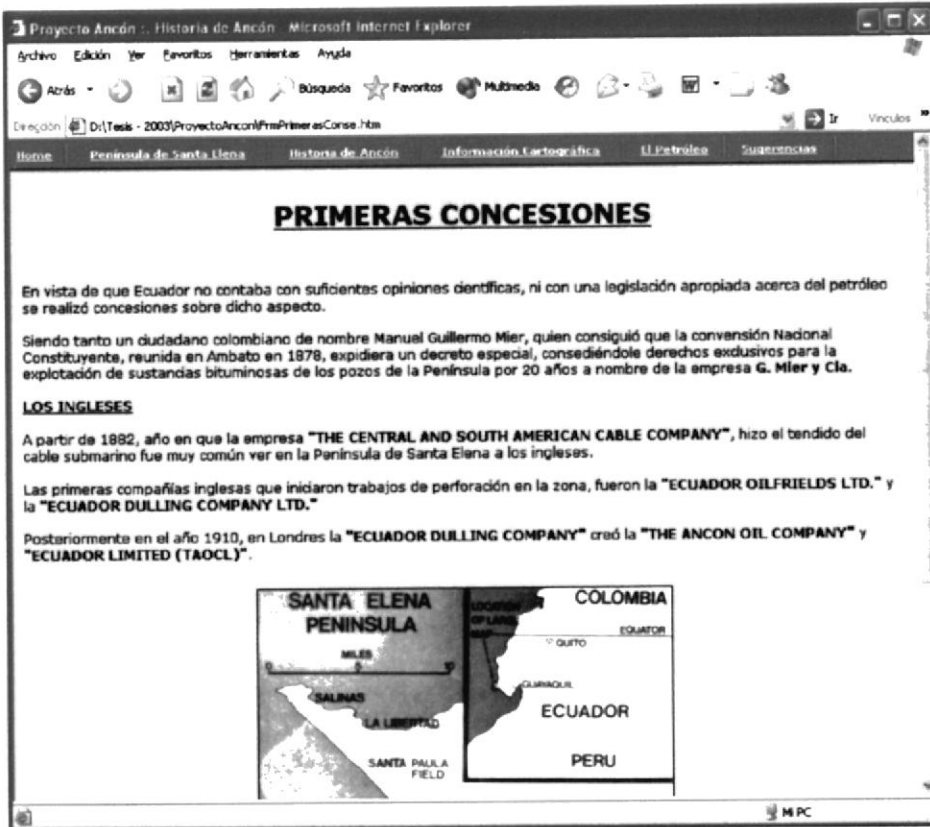 Proyecto Ancón :. Historia de Ancón - Microsoft Internet Explorer
Archivo Edición Ver Favoritos Herramientas Ayuda
Atrás Búsqueda Favoritos Multimedia
Dirección D:\Tesis - 2003\ProyectoAncon\FrmPrimerasConse.htm Ir Vínculos »
Home Península de Santa Elena Historia de Ancón Información Cartográfica El Petróleo Sugerencias
PRIMERAS CONCESIONES
En vista de que Ecuador no contaba con suficientes opiniones científicas, ni con una legislación apropiada acerca del petróleo
se realizó concesiones sobre dicho aspecto.
Siendo tanto un ciudadano colombiano de nombre Manuel Guillermo Mier, quien consiguió que la convensión Nacional
Constituyente, reunida en Ambato en 1878, expidiera un decreto especial, consediéndole derechos exclusivos para la
explotación de sustancias bituminosas de los pozos de la Península por 20 años a nombre de la empresa G. Mier y Cia.
LOS INGLESES
A partir de 1882, año en que la empresa "THE CENTRAL AND SOUTH AMERICAN CABLE COMPANY", hizo el tendido del
cable submarino fue muy común ver en la Península de Santa Elena a los ingleses.
Las primeras compañías inglesas que iniciaron trabajos de perforación en la zona, fueron la "ECUADOR OILFRIELDS LTD." y
la "ECUADOR DULLING COMPANY LTD."
Posteriormente en el año 1910, en Londres la "ECUADOR DULLING COMPANY" creó la "THE ANCON OIL COMPANY" y
"ECUADOR LIMITED (TAOCL)".
SANTA ELENA
PENINSULA
MILES
0 5 10
SALINAS
LA LIBERTAD
SANTA PAULA
FIELD
LOCATION
OF LARGE
MAP
COLOMBIA
EQUATOR
QUITO
GUAYAQUIL
ECUADOR
PERU
Mi PC